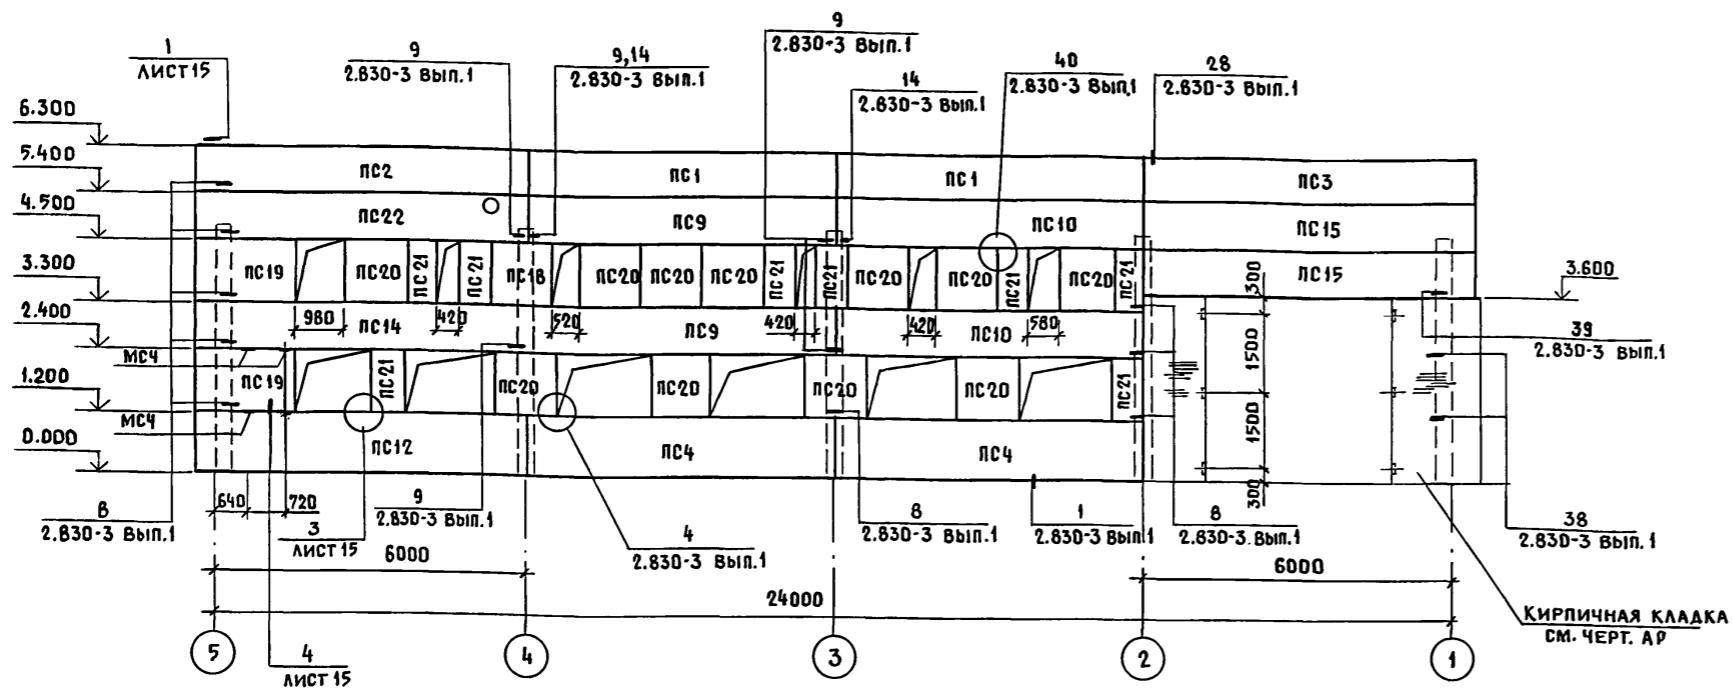 1
ЛИСТ 15
9
2.830-3 ВЫП.1
9,14
2.830-3 ВЫП.1
9
2.830-3 ВЫП.1
14
2.830-3 ВЫП.1
40
2.830-3 ВЫП.1
28
2.830-3 ВЫП.1
6.300
5.400
4.500
3.300
2.400
1.200
0.000
3.600
ПС2
ПС1
ПС1
ПС3
ПС22
ПС9
ПС10
ПС15
ПС19
ПС20
ПС21
ПС21
ПС18
ПС20
ПС20
ПС20
ПС21
ПС21
ПС20
ПС20
ПС21
ПС20
ПС21
ПС15
980
ПС14
420
520
ПС9
420
420
ПС10
580
МС4
ПС19
ПС21
ПС20
ПС20
ПС20
ПС20
ПС21
МС4
ПС12
ПС4
ПС4
300
1500
1500
300
39
2.830-3 ВЫП.1
38
2.830-3 ВЫП.1
640
720
8
2.830-3 ВЫП.1
3
ЛИСТ 15
9
2.830-3 ВЫП.1
4
2.830-3 ВЫП.1
8
2.830-3 ВЫП.1
1
2.830-3 ВЫП.1
8
2.830-3. ВЫП.1
6000
6000
24000
КИРПИЧНАЯ КЛАДКА
СМ. ЧЕРТ. АР
5
4
3
2
1
4
ЛИСТ 15